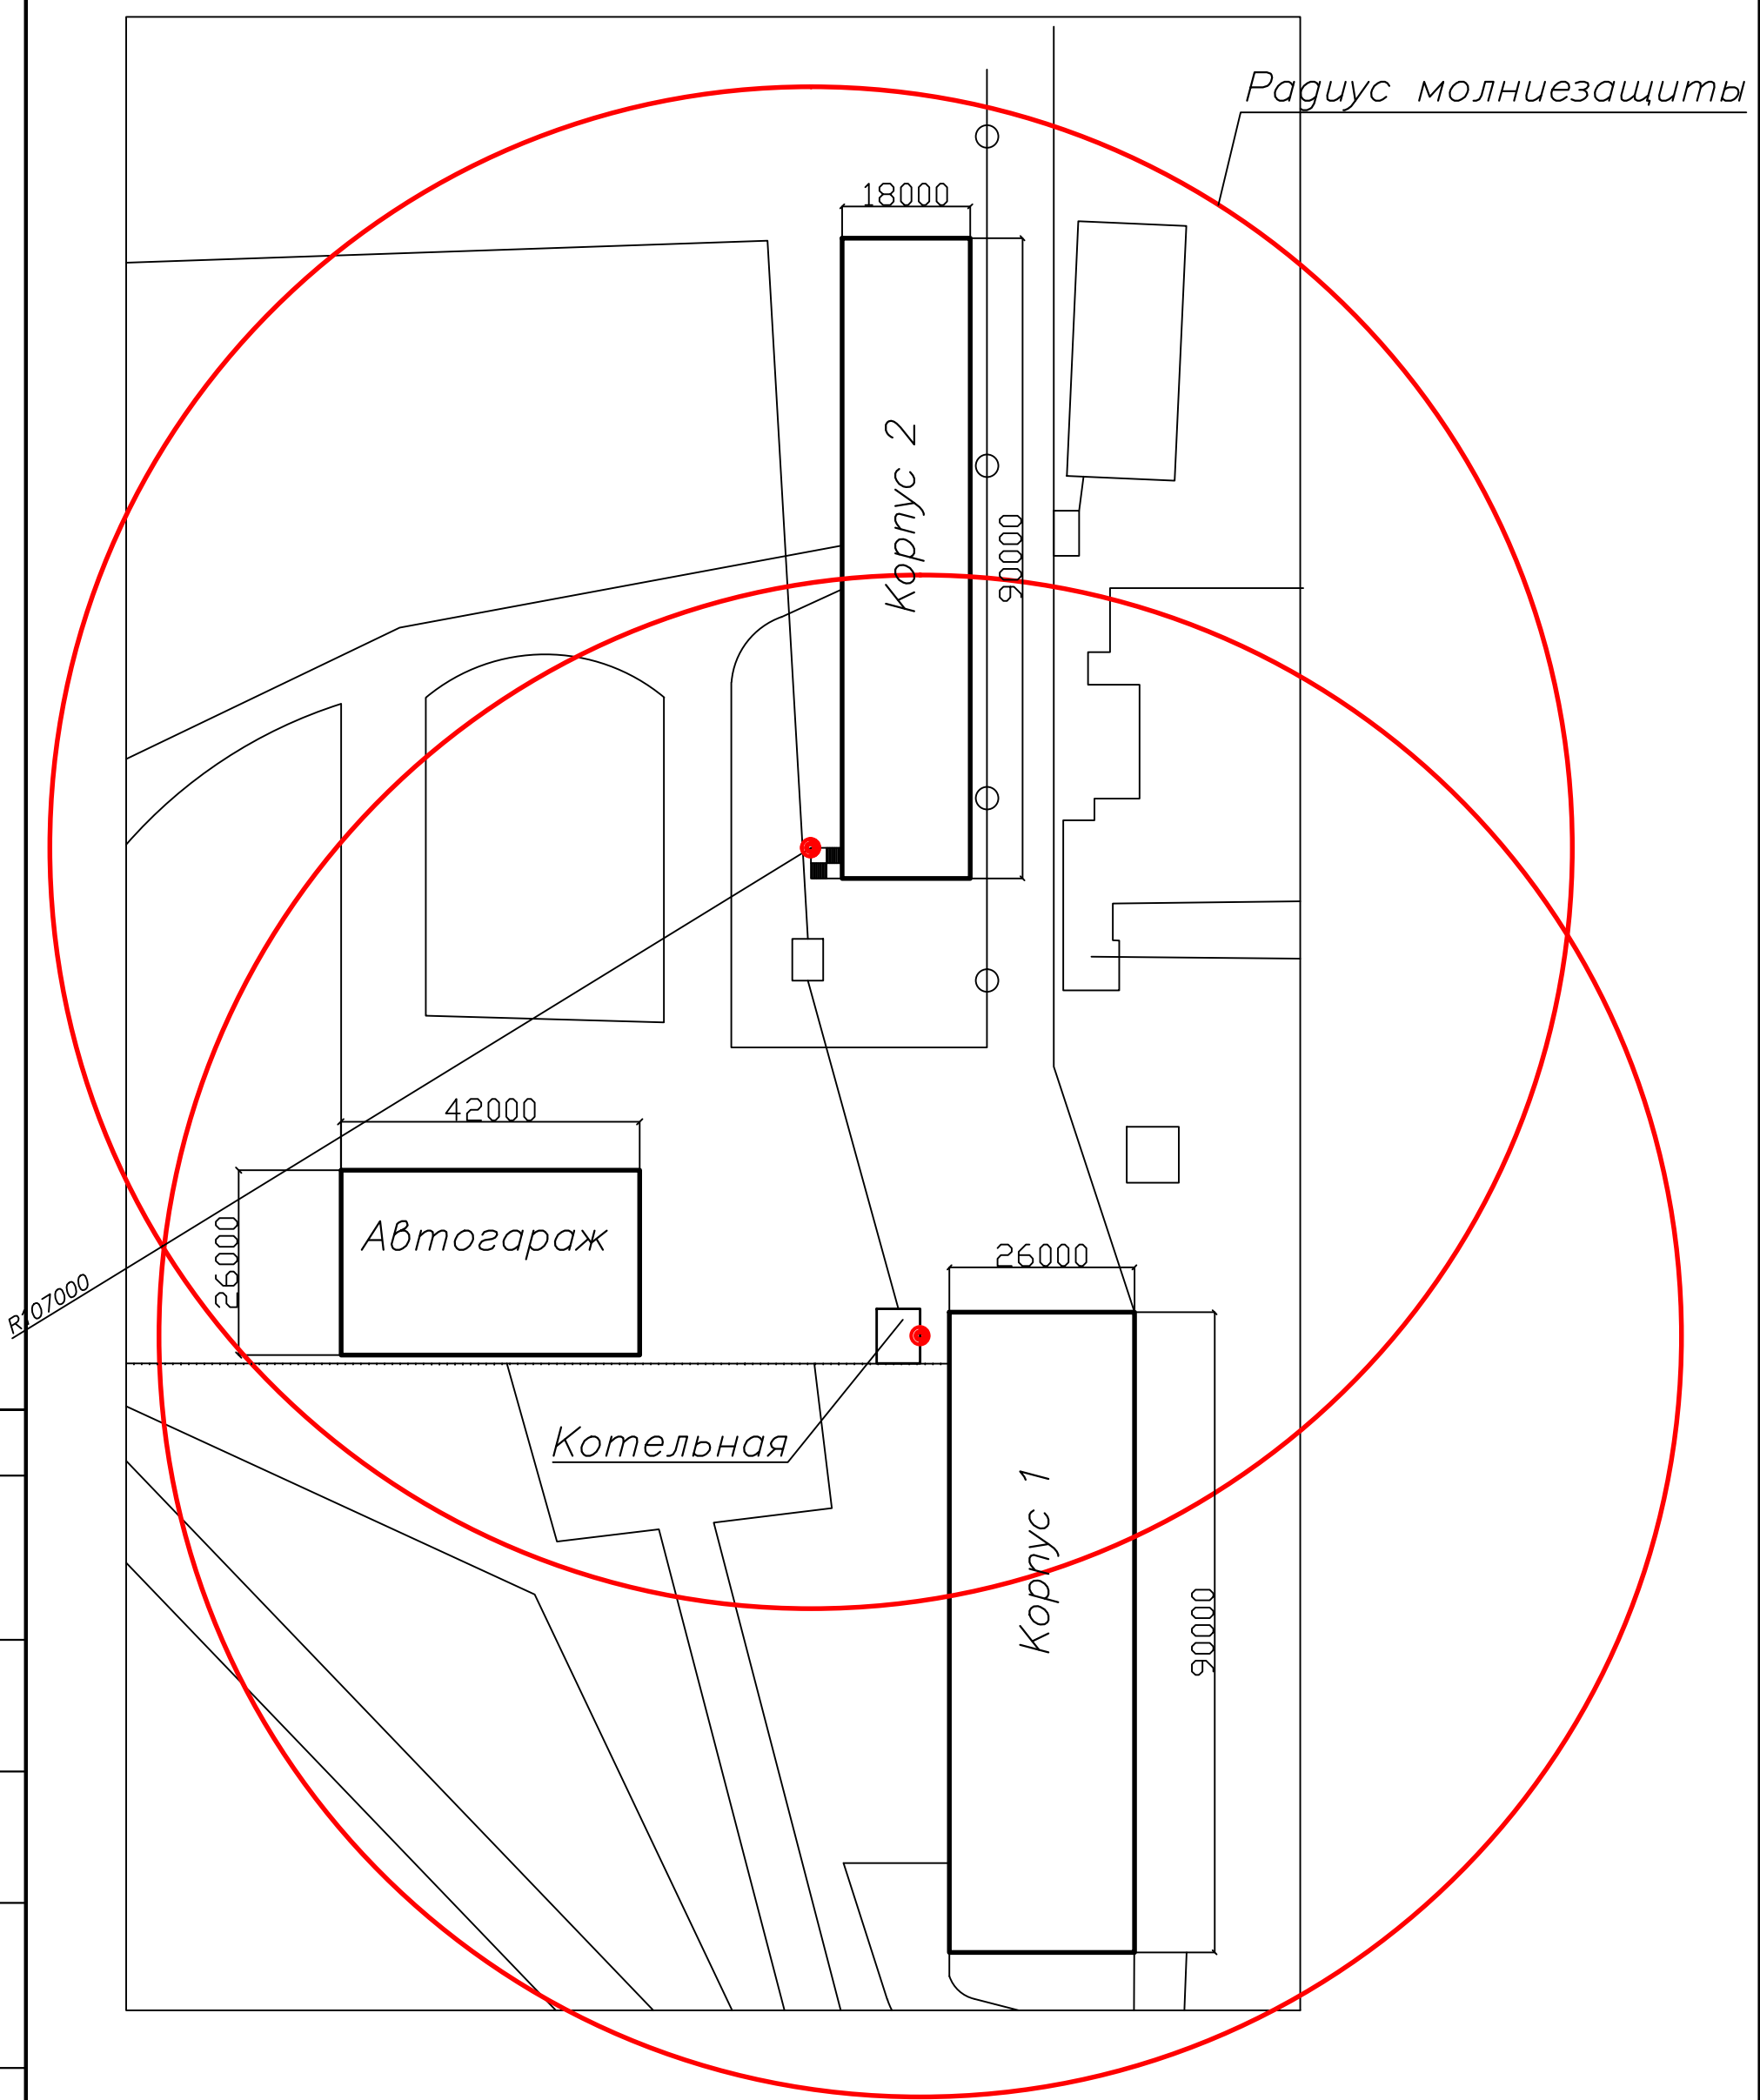 Радиус молниезащиты
18000
Корпус 2
90000
42000
Автогараж
26000
R107000
26000
Котельная
Корпус 1
90000